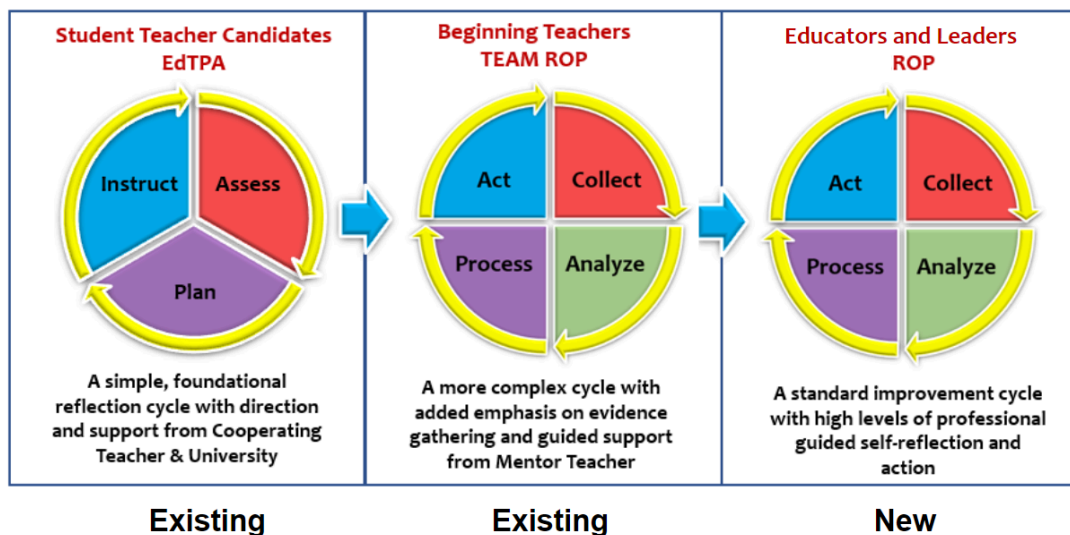 Student Teacher Candidates
EdTPA
Instruct
Assess
Plan
A simple, foundational
reflection cycle with direction
and support from Cooperating
Teacher & University
Existing
Beginning Teachers
TEAM ROP
Act
Collect
Process
Analyze
A more complex cycle with
added emphasis on evidence
gathering and guided support
from Mentor Teacher
Existing
Educators and Leaders
ROP
Act
Collect
Process
Analyze
A standard improvement cycle
with high levels of professional
guided self-reflection and
action
New